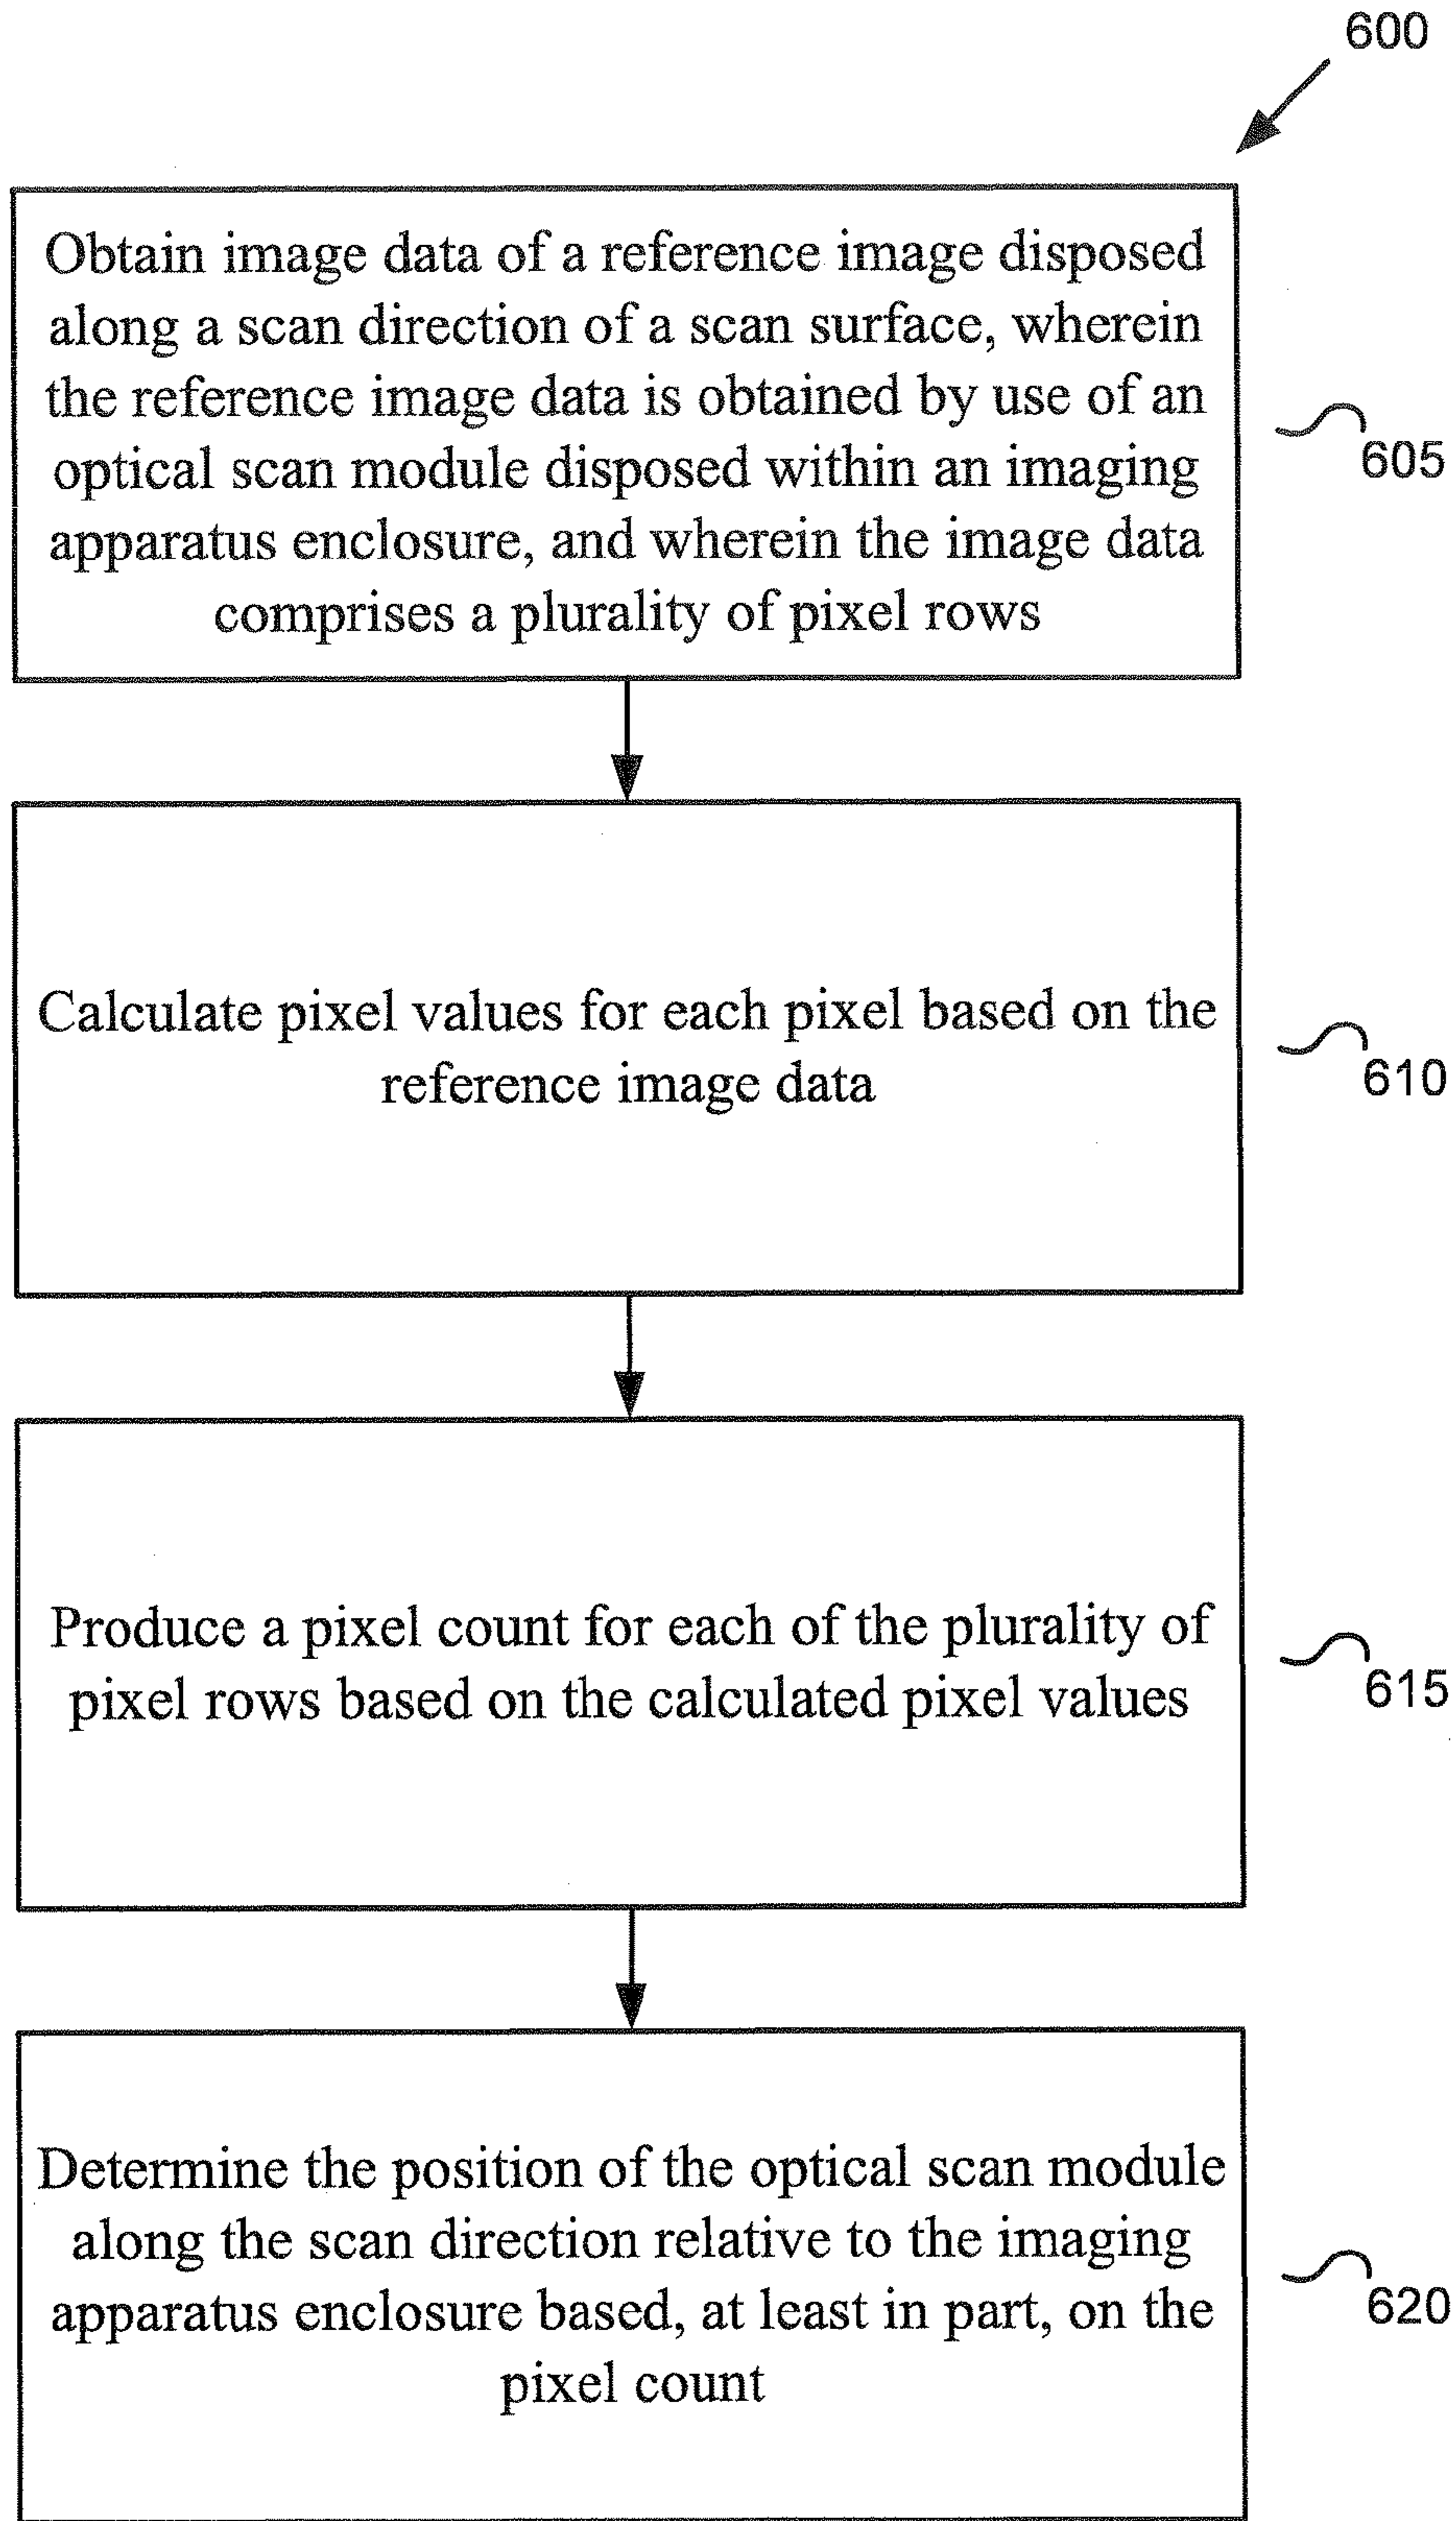 600
Obtain image data of a reference image disposed
along a scan direction of a scan surface, wherein
the reference image data is obtained by use of an
optical scan module disposed within an imaging
apparatus enclosure, and wherein the image data
comprises a plurality of pixel rows
605
Calculate pixel values for each pixel based on the
reference image data
610
Produce a pixel count for each of the plurality of
pixel rows based on the calculated pixel values
615
Determine the position of the optical scan module
along the scan direction relative to the imaging
apparatus enclosure based, at least in part, on the
pixel count
620